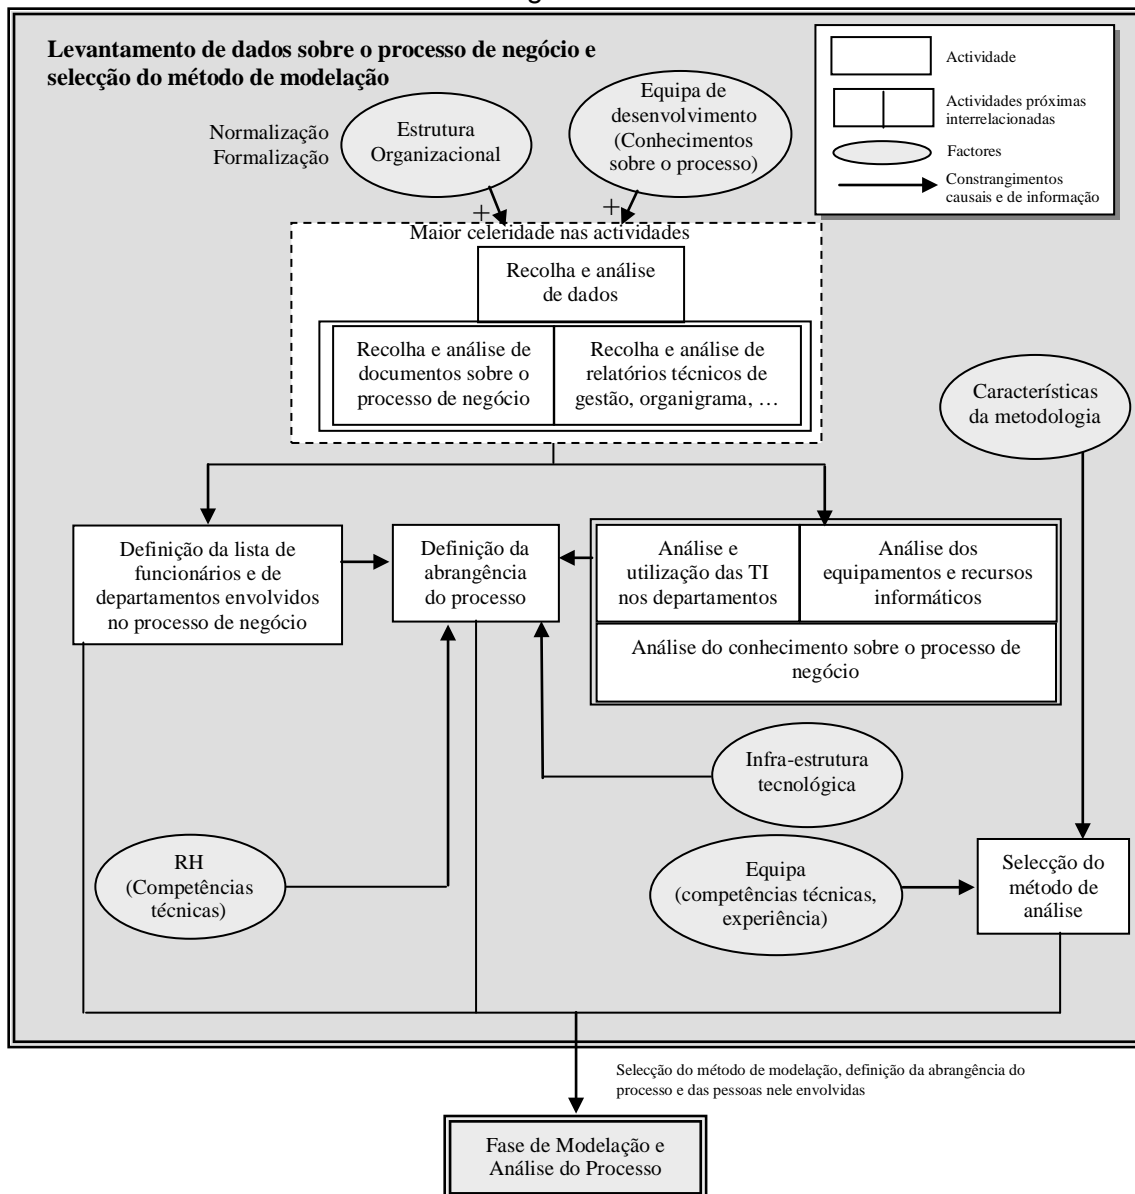 Levantamento de dados sobre o processo de negócio e
selecção do método de modelação
Actividade
Actividades próximas
interrelacionadas
Factores
Constrangimentos
causais e de informação
Normalização
Formalização
Estrutura
Organizacional
Equipa de
desenvolvimento
(Conhecimentos
sobre o processo)
+
+
Maior celeridade nas actividades
Recolha e análise
de dados
Recolha e análise de
documentos sobre o
processo de negócio
Recolha e análise de
relatórios técnicos de
gestão, organigrama, …
Características
da metodologia
Definição da lista de
funcionários e de
departamentos envolvidos
no processo de negócio
Definição da
abrangência
do processo
Análise e
utilização das TI
nos departamentos
Análise dos
equipamentos e recursos
informáticos
Análise do conhecimento sobre o processo de
negócio
Infra-estrutura
tecnológica
RH
(Competências
técnicas)
Equipa
(competências técnicas,
experiência)
Selecção do
método de
análise
Selecção do método de modelação, definição da abrangência do
processo e das pessoas nele envolvidas
Fase de Modelação e
Análise do Processo